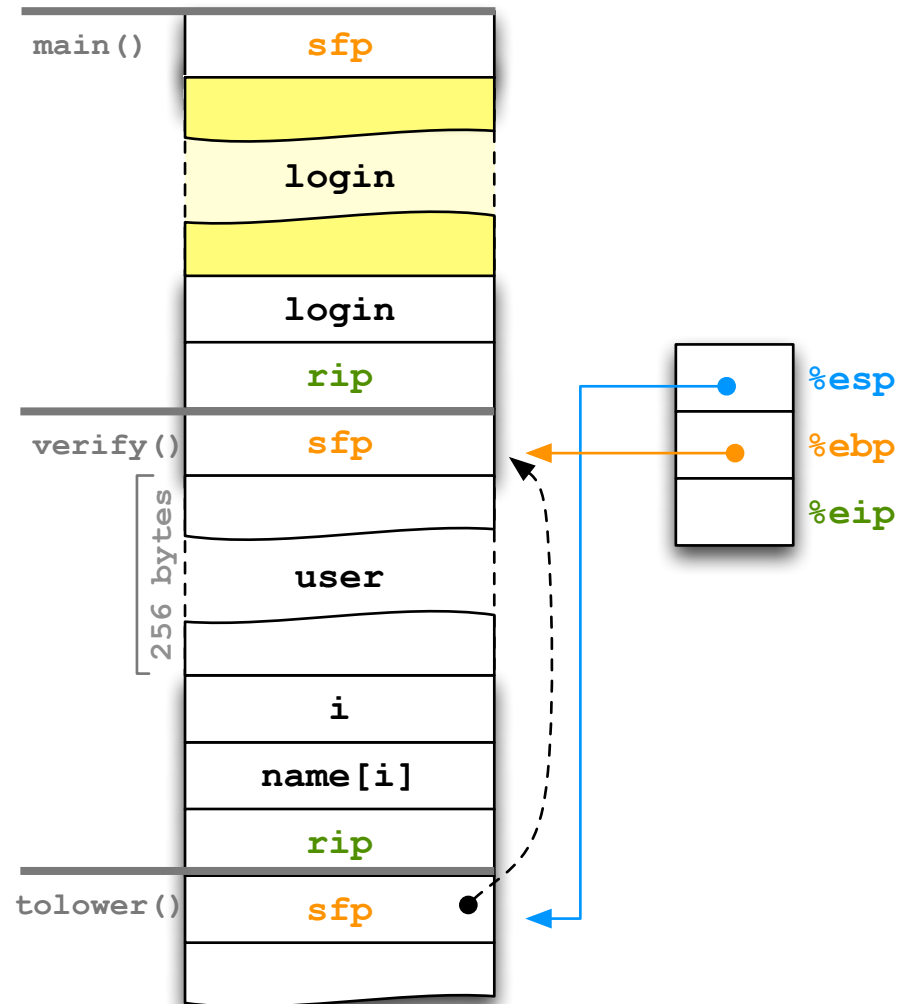 main()
sfp
login
login
rip
%esp
verify()
sfp
%ebp
%eip
256 bytes
user
i
name[i]
rip
tolower()
sfp